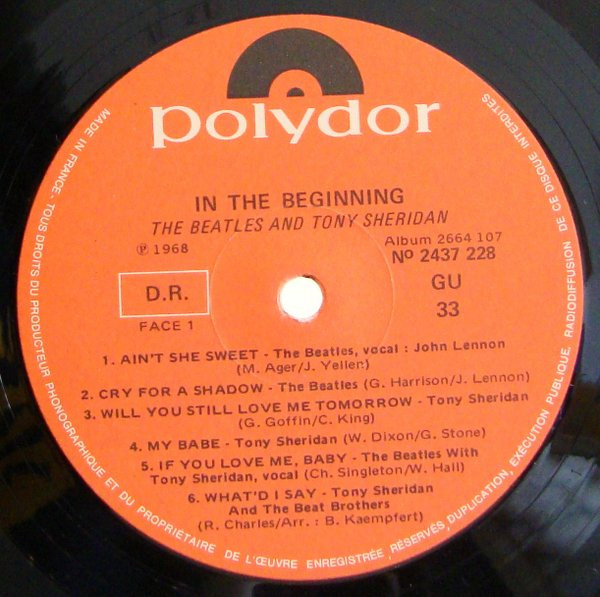 polydor
IN THE BEGINNING
THE BEATLES AND TONY SHERIDAN
℗ 1968
Album 2664 107
Nº 2437 228
D.R.
GU
FACE 1
33
1. AIN'T SHE SWEET - The Beatles, vocal : John Lennon
(M. Ager/J. Yellen)
2. CRY FOR A SHADOW - The Beatles (G. Harrison/J. Lennon)
3. WILL YOU STILL LOVE ME TOMORROW - Tony Sheridan
(G. Goffin/C. King)
4. MY BABE - Tony Sheridan (W. Dixon/G. Stone)
5. IF YOU LOVE ME, BABY - The Beatles With
Tony Sheridan, vocal (Ch. Singleton/W. Hall)
6. WHAT'D I SAY - Tony Sheridan
And The Beat Brothers
(R. Charles/Arr. : B. Kaempfert)
MADE IN FRANCE - TOUS DROITS DU PRODUCTEUR PHONOGRAPHIQUE ET DU PROPRIÉTAIRE DE L'ŒUVRE ENREGISTRÉE, RÉSERVÉS, DUPLICATION, EXÉCUTION PUBLIQUE, RADIODIFFUSION DE CE DISQUE INTERDITES